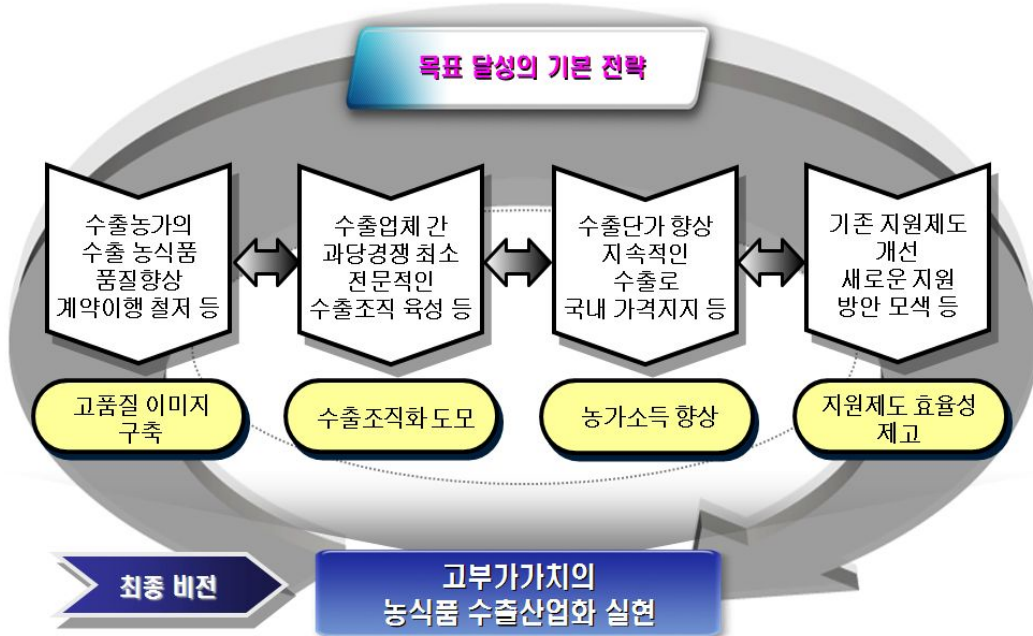 목표 달성의 기본 전략
수출농가의
수출 농식품
품질향상
계약이행 철저 등
수출업체 간
과당경쟁 최소
전문적인
수출조직 육성 등
수출단가 향상
지속적인
수출로
국내 가격지지 등
기존 지원제도
개선
새로운 지원
방안 모색 등
고품질 이미지
구축
수출조직화 도모
농가소득 향상
지원제도 효율성
제고
최종 비전
고부가가치의
농식품 수출산업화 실현